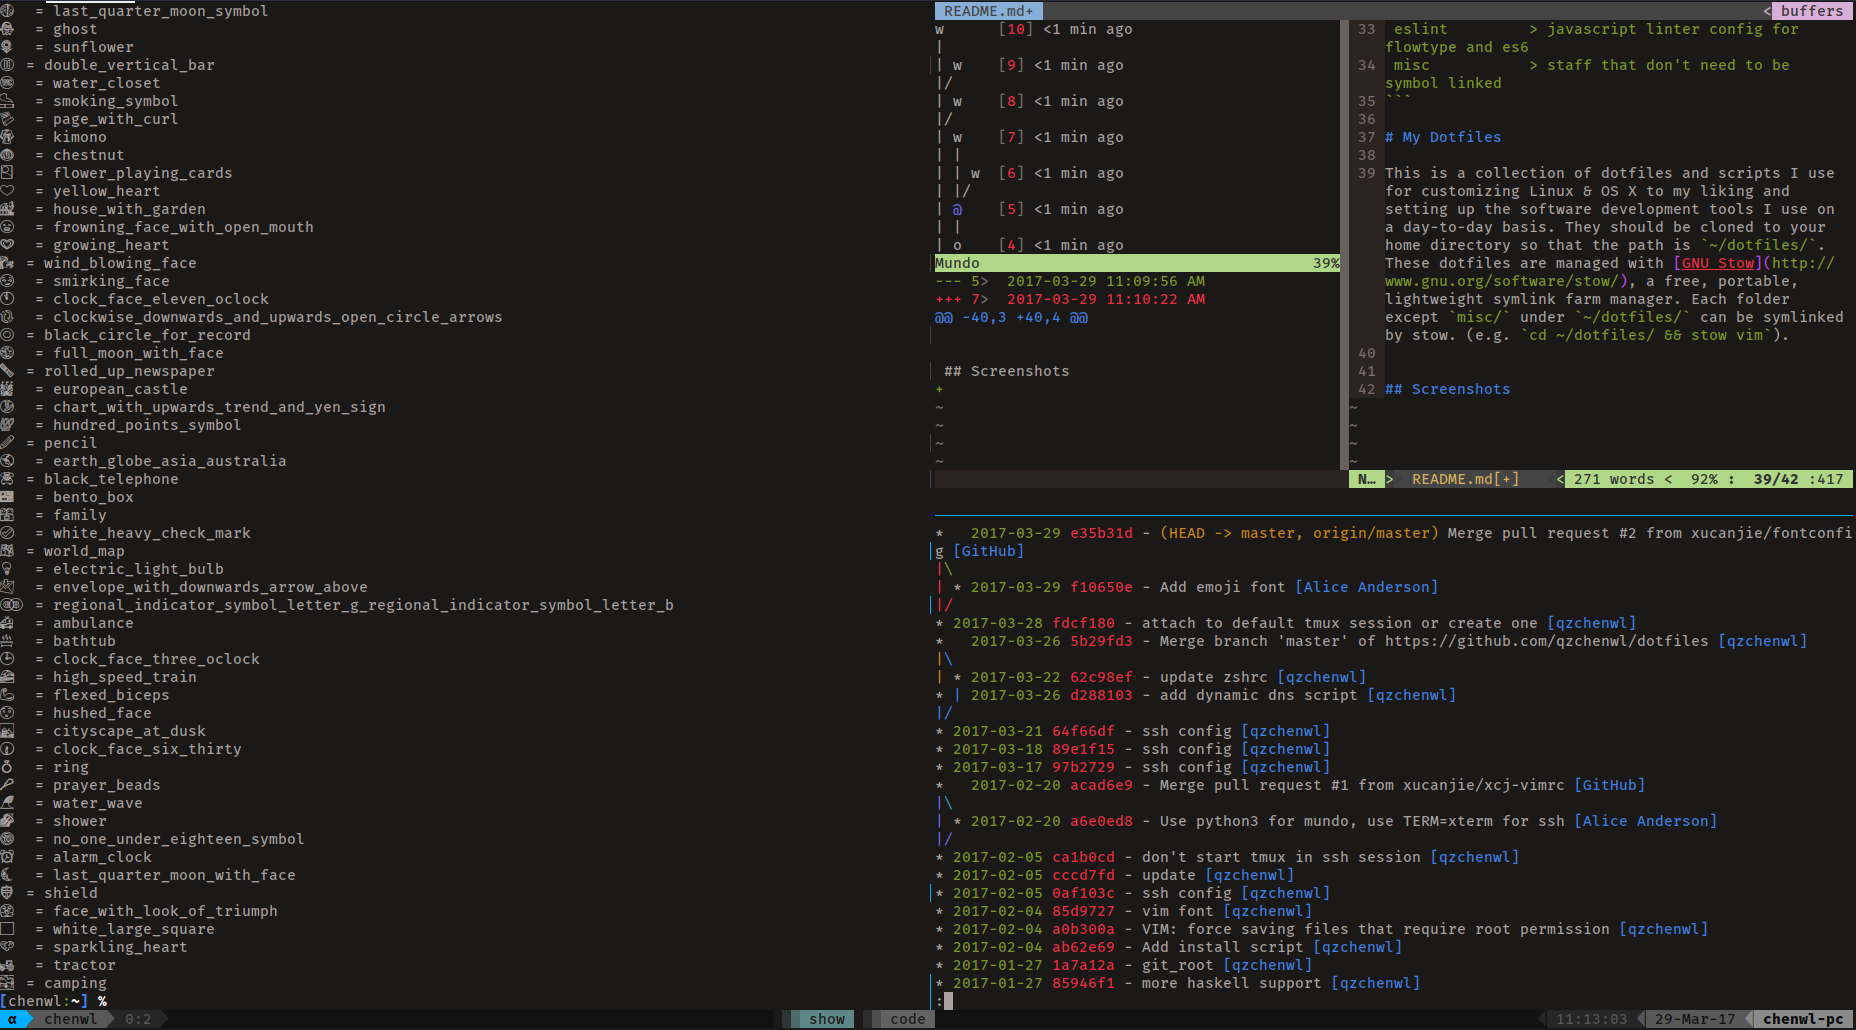 = last_quarter_moon_symbol
= ghost
= sunflower
= double_vertical_bar
= water_closet
= smoking_symbol
= page_with_curl
= kimono
= chestnut
= flower_playing_cards
= yellow_heart
= house_with_garden
= frowning_face_with_open_mouth
= growing_heart
= wind_blowing_face
= smirking_face
= clock_face_eleven_oclock
= clockwise_downwards_and_upwards_open_circle_arrows
= black_circle_for_record
= full_moon_with_face
= rolled_up_newspaper
= european_castle
= chart_with_upwards_trend_and_yen_sign
= hundred_points_symbol
= pencil
= earth_globe_asia_australia
= black_telephone
= bento_box
= family
= white_heavy_check_mark
= world_map
= electric_light_bulb
= envelope_with_downwards_arrow_above
= regional_indicator_symbol_letter_g_regional_indicator_symbol_letter_b
= ambulance
= bathtub
= clock_face_three_oclock
= high_speed_train
= flexed_biceps
= hushed_face
= cityscape_at_dusk
= clock_face_six_thirty
= ring
= prayer_beads
= water_wave
= shower
= no_one_under_eighteen_symbol
= alarm_clock
= last_quarter_moon_with_face
= shield
= face_with_look_of_triumph
= white_large_square
= sparkling_heart
= tractor
= camping
[chenwl:~] %
README.md+ < buffers
w [10] <1 min ago
|
| w [9] <1 min ago
|/
| w [8] <1 min ago
|/
| w [7] <1 min ago
| |
| | w [6] <1 min ago
| |/
| @ [5] <1 min ago
| |
| o [4] <1 min ago
Mundo 39%
--- 5> 2017-03-29 11:09:56 AM
+++ 7> 2017-03-29 11:10:22 AM
@@ -40,3 +40,4 @@
## Screenshots
+
~
~
~
~
33 eslint > javascript linter config for
flowtype and es6
34 misc > staff that don't need to be
symbol linked
35 ```
36
37 # My Dotfiles
38
39 This is a collection of dotfiles and scripts I use
for customizing Linux & OS X to my liking and
setting up the software development tools I use on
a day-to-day basis. They should be cloned to your
home directory so that the path is `~/dotfiles/`.
These dotfiles are managed with [GNU Stow](http://
www.gnu.org/software/stow/), a free, portable,
lightweight symlink farm manager. Each folder
except `misc/` under `~/dotfiles/` can be symlinked
by stow. (e.g. `cd ~/dotfiles/ && stow vim`).
40
41
42 ## Screenshots
~
~
~
~
N… > README.md[+] < 271 words < 92% : 39/42 :417
* 2017-03-29 e35b31d - (HEAD -> master, origin/master) Merge pull request #2 from xucanjie/fontconfi
g [GitHub]
|\
| * 2017-03-29 f10650e - Add emoji font [Alice Anderson]
|/
* 2017-03-28 fdcf180 - attach to default tmux session or create one [qzchenwl]
* 2017-03-26 5b29fd3 - Merge branch 'master' of https://github.com/qzchenwl/dotfiles [qzchenwl]
|\
| * 2017-03-22 62c98ef - update zshrc [qzchenwl]
* | 2017-03-26 d288103 - add dynamic dns script [qzchenwl]
|/
* 2017-03-21 64f66df - ssh config [qzchenwl]
* 2017-03-18 89e1f15 - ssh config [qzchenwl]
* 2017-03-17 97b2729 - ssh config [qzchenwl]
* 2017-02-20 acad6e9 - Merge pull request #1 from xucanjie/xcj-vimrc [GitHub]
|\
| * 2017-02-20 a6e0ed8 - Use python3 for mundo, use TERM=xterm for ssh [Alice Anderson]
|/
* 2017-02-05 ca1b0cd - don't start tmux in ssh session [qzchenwl]
* 2017-02-05 cccd7fd - update [qzchenwl]
* 2017-02-05 0af103c - ssh config [qzchenwl]
* 2017-02-04 85d9727 - vim font [qzchenwl]
* 2017-02-04 a0b300a - VIM: force saving files that require root permission [qzchenwl]
* 2017-02-04 ab62e69 - Add install script [qzchenwl]
* 2017-01-27 1a7a12a - git_root [qzchenwl]
* 2017-01-27 85946f1 - more haskell support [qzchenwl]
:
α chenwl 0:2 show code 11:13:03 29-Mar-17 chenwl-pc